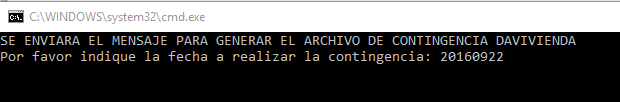 C:\WINDOWS\system32\cmd.exe
SE ENVIARA EL MENSAJE PARA GENERAR EL ARCHIVO DE CONTINGENCIA DAVIVIENDA
Por favor indique la fecha a realizar la contingencia: 20160922